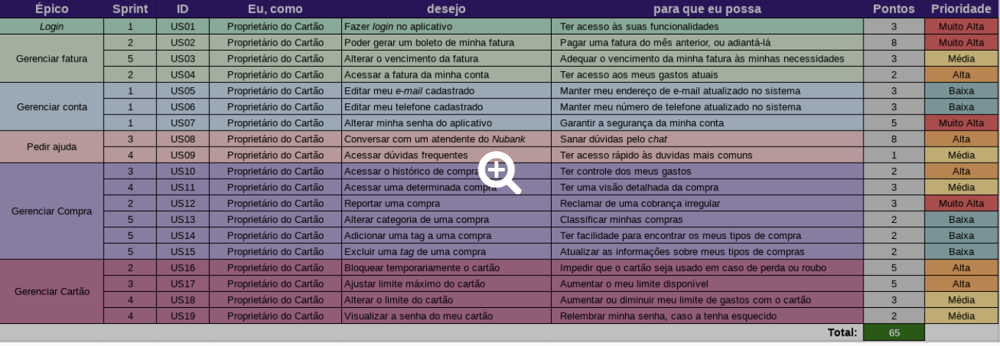 Épico Sprint ID Eu, como desejo para que eu possa Pontos Prioridade
Login 1 US01 Proprietário do Cartão Fazer login no aplicativo Ter acesso às suas funcionalidades 3 Muito Alta
Gerenciar fatura 2 US02 Proprietário do Cartão Poder gerar um boleto de minha fatura Pagar uma fatura do mês anterior, ou adiantá-lá 8 Muito Alta
5 US03 Proprietário do Cartão Alterar o vencimento da fatura Adequar o vencimento da minha fatura às minhas necessidades 3 Média
2 US04 Proprietário do Cartão Acessar a fatura da minha conta Ter acesso aos meus gastos atuais 2 Alta
Gerenciar conta 1 US05 Proprietário do Cartão Editar meu e-mail cadastrado Manter meu endereço de e-mail atualizado no sistema 3 Baixa
1 US06 Proprietário do Cartão Editar meu telefone cadastrado Manter meu número de telefone atualizado no sistema 3 Baixa
1 US07 Proprietário do Cartão Alterar minha senha do aplicativo Garantir a segurança da minha conta 5 Muito Alta
Pedir ajuda 3 US08 Proprietário do Cartão Conversar com um atendente do Nubank Sanar dúvidas pelo chat 8 Alta
4 US09 Proprietário do Cartão Acessar dúvidas frequentes Ter acesso rápido às duvidas mais comuns 1 Média
Gerenciar Compra 3 US10 Proprietário do Cartão Acessar o histórico de compra Ter controle dos meus gastos 2 Alta
4 US11 Proprietário do Cartão Acessar uma determinada compra Ter uma visão detalhada da compra 3 Média
2 US12 Proprietário do Cartão Reportar uma compra Reclamar de uma cobrança irregular 3 Muito Alta
5 US13 Proprietário do Cartão Alterar categoria de uma compra Classificar minhas compras 2 Baixa
5 US14 Proprietário do Cartão Adicionar uma tag a uma compra Ter facilidade para encontrar os meus tipos de compra 2 Baixa
5 US15 Proprietário do Cartão Excluir uma tag de uma compra Atualizar as informações sobre meus tipos de compras 2 Baixa
Gerenciar Cartão 2 US16 Proprietário do Cartão Bloquear temporariamente o cartão Impedir que o cartão seja usado em caso de perda ou roubo 5 Alta
3 US17 Proprietário do Cartão Ajustar limite máximo do cartão Aumentar o meu limite disponível 5 Alta
4 US18 Proprietário do Cartão Alterar o limite do cartão Aumentar ou diminuir meu limite de gastos com o cartão 3 Média
4 US19 Proprietário do Cartão Visualizar a senha do meu cartão Relembrar minha senha, caso a tenha esquecido 2 Média
Total: 65